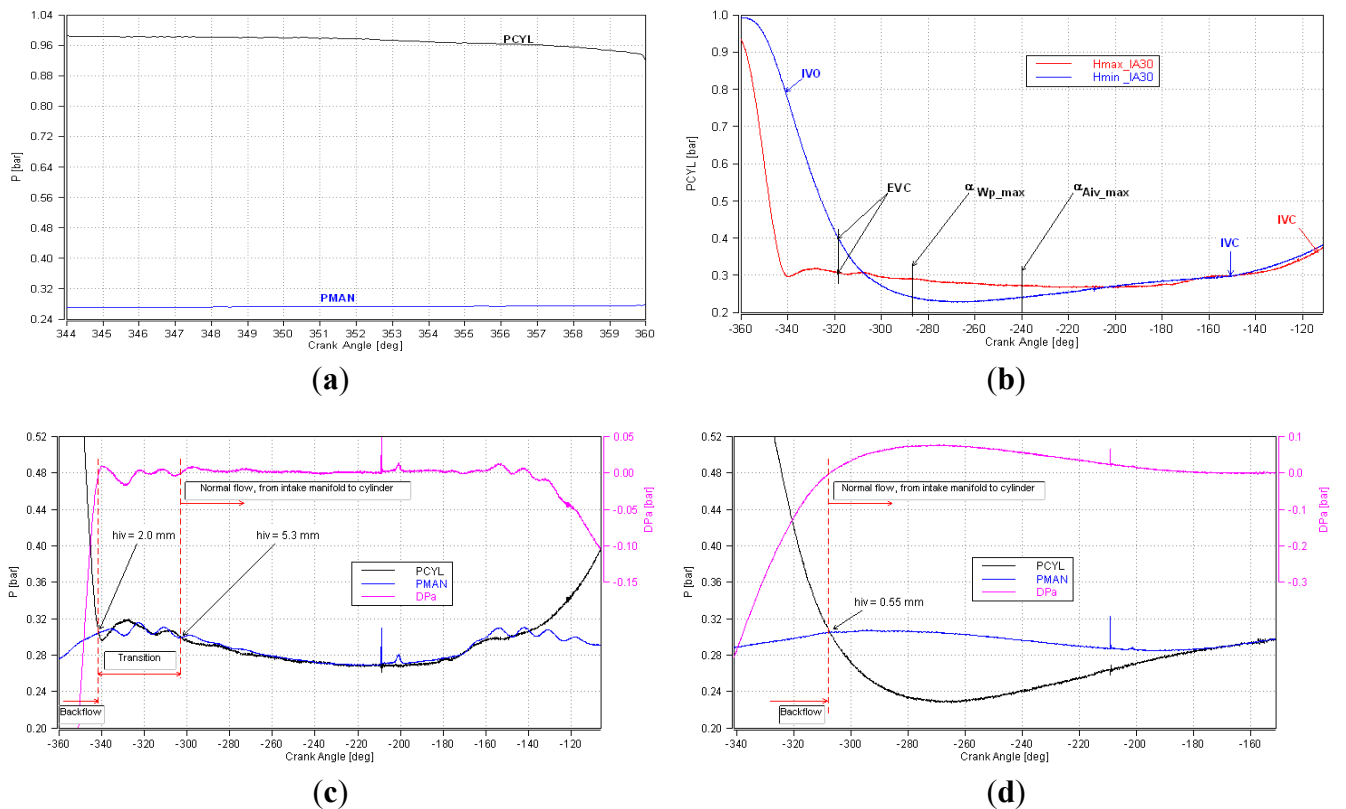 1.04
0.96
0.88
0.80
0.72
0.64
0.56
0.48
0.40
0.32
0.24
P [bar]
PCYL
PMAN
344 345 346 347 348 349 350 351 352 353 354 355 356 357 358 359 360
Crank Angle [deg]
(a)
1.0
0.9
0.8
0.7
0.6
0.5
0.4
0.3
0.2
PCYL [bar]
IVO
Hmax_IA30
Hmin_IA30
EVC
α Wp_max
α Aiv_max
IVC
IVC
-360 -340 -320 -300 -280 -260 -240 -220 -200 -180 -160 -140 -120
Crank Angle [deg]
(b)
0.52
0.48
0.44
0.40
0.36
0.32
0.28
0.24
0.20
P [bar]
0.05
0.00
-0.05
-0.10
-0.15
DPa [bar]
Normal flow, from intake manifold to cylinder
hiv = 2.0 mm
hiv = 5.3 mm
PCYL
PMAN
DPa
Transition
Backflow
-360 -340 -320 -300 -280 -260 -240 -220 -200 -180 -160 -140 -120
Crank Angle [deg]
(c)
0.52
0.48
0.44
0.40
0.36
0.32
0.28
0.24
0.20
P [bar]
0.1
0.0
-0.1
-0.2
-0.3
DPa [bar]
Normal flow, from intake manifold to cylinder
PCYL
PMAN
DPa
hiv = 0.55 mm
Backflow
-340 -320 -300 -280 -260 -240 -220 -200 -180 -160
Crank Angle [deg]
(d)